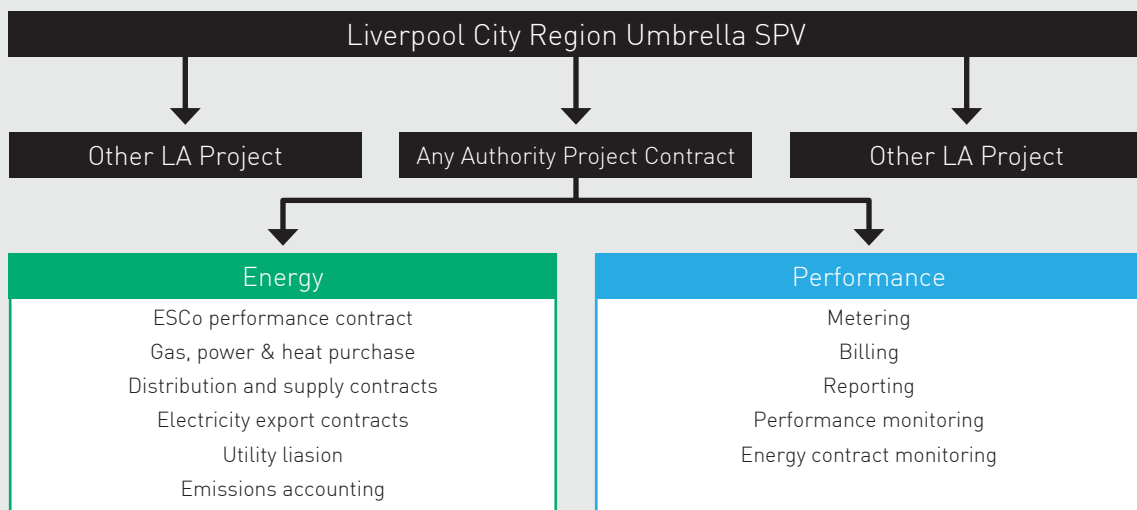 Liverpool City Region Umbrella SPV
Other LA Project
Any Authority Project Contract
Other LA Project
Energy
ESCo performance contract
Gas, power & heat purchase
Distribution and supply contracts
Electricity export contracts
Utility liasion
Emissions accounting
Performance
Metering
Billing
Reporting
Performance monitoring
Energy contract monitoring